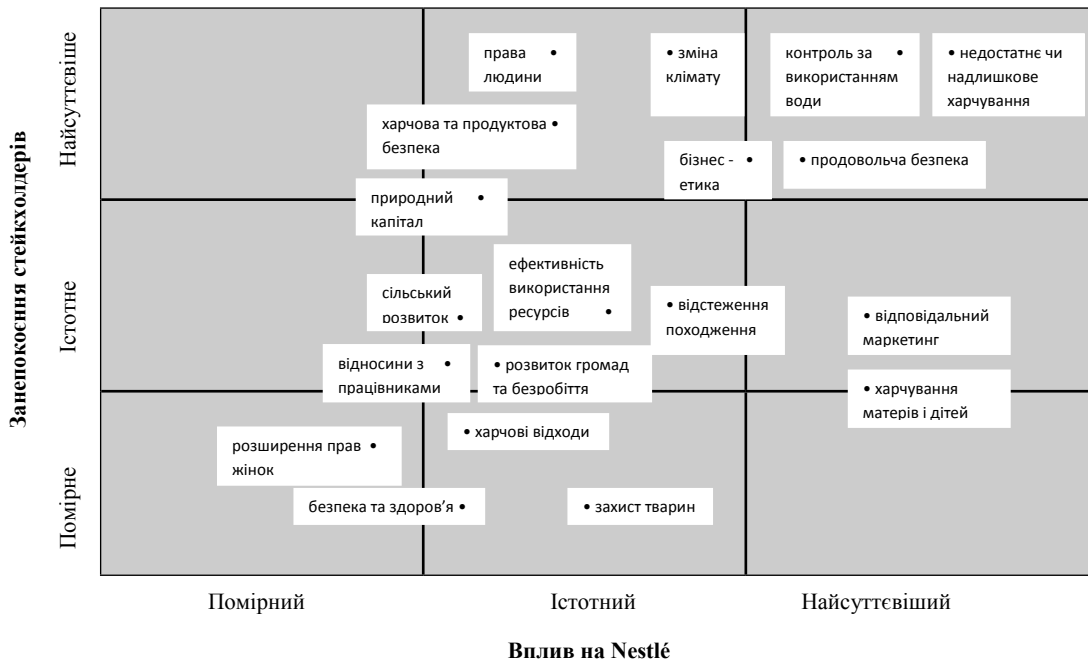 Занепокоєння стейкхолдерів
Найсуттєвіше
Істотне
Помірне
права •
людини
• зміна
клімату
контроль за •
використанням
води
• недостатнє чи
надлишкове
харчування
харчова та продуктова •
безпека
бізнес - •
етика
• продовольча безпека
природний •
капітал
ефективність
використання
ресурсів •
сільський
розвиток •
• відстеження
походження
• відповідальний
маркетинг
відносини з •
працівниками
• розвиток громад
та безробіття
• харчування
матерів і дітей
• харчові відходи
розширення прав •
жінок
безпека та здоров’я •
• захист тварин
Помірний
Істотний
Найсуттєвіший
Вплив на Nestlé